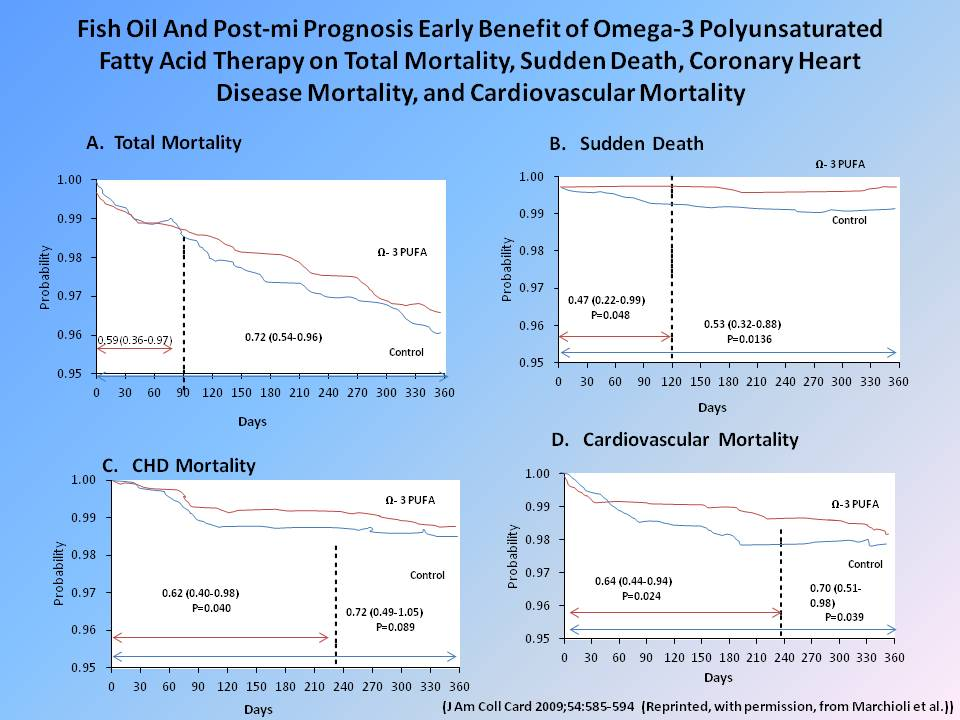 Fish Oil And Post-mi Prognosis Early Benefit of Omega-3 Polyunsaturated
Fatty Acid Therapy on Total Mortality, Sudden Death, Coronary Heart
Disease Mortality, and Cardiovascular Mortality
A. Total Mortality
1.00
0.99
0.98
0.97
0.96
0.95
Probability
Ω- 3 PUFA
0.59(0.36-0.97)
0.72 (0.54-0.96)
Control
0 30 60 90 120 150 180 210 240 270 300 330 360
Days
B. Sudden Death
Ω- 3 PUFA
1.00
0.99
0.98
0.97
0.96
0.95
Probability
Control
0.47 (0.22-0.99)
P=0.048
0.53 (0.32-0.88)
P=0.0136
0 30 60 90 120 150 180 210 240 270 300 330 360
Days
C. CHD Mortality
1.00
0.99
0.98
0.97
0.96
0.95
Probability
Ω- 3 PUFA
Control
0.62 (0.40-0.98)
P=0.040
0.72 (0.49-1.05)
P=0.089
0 30 60 90 120 150 180 210 240 270 300 330 360
Days
D. Cardiovascular Mortality
1.00
0.99
0.98
0.97
0.96
0.95
Probability
Ω-3 PUFA
Control
0.64 (0.44-0.94)
P=0.024
0.70 (0.51-
0.98)
P=0.039
0 30 60 90 120 150 180 210 240 270 300 330 360
Days
(J Am Coll Card 2009;54:585-594 (Reprinted, with permission, from Marchioli et al.))